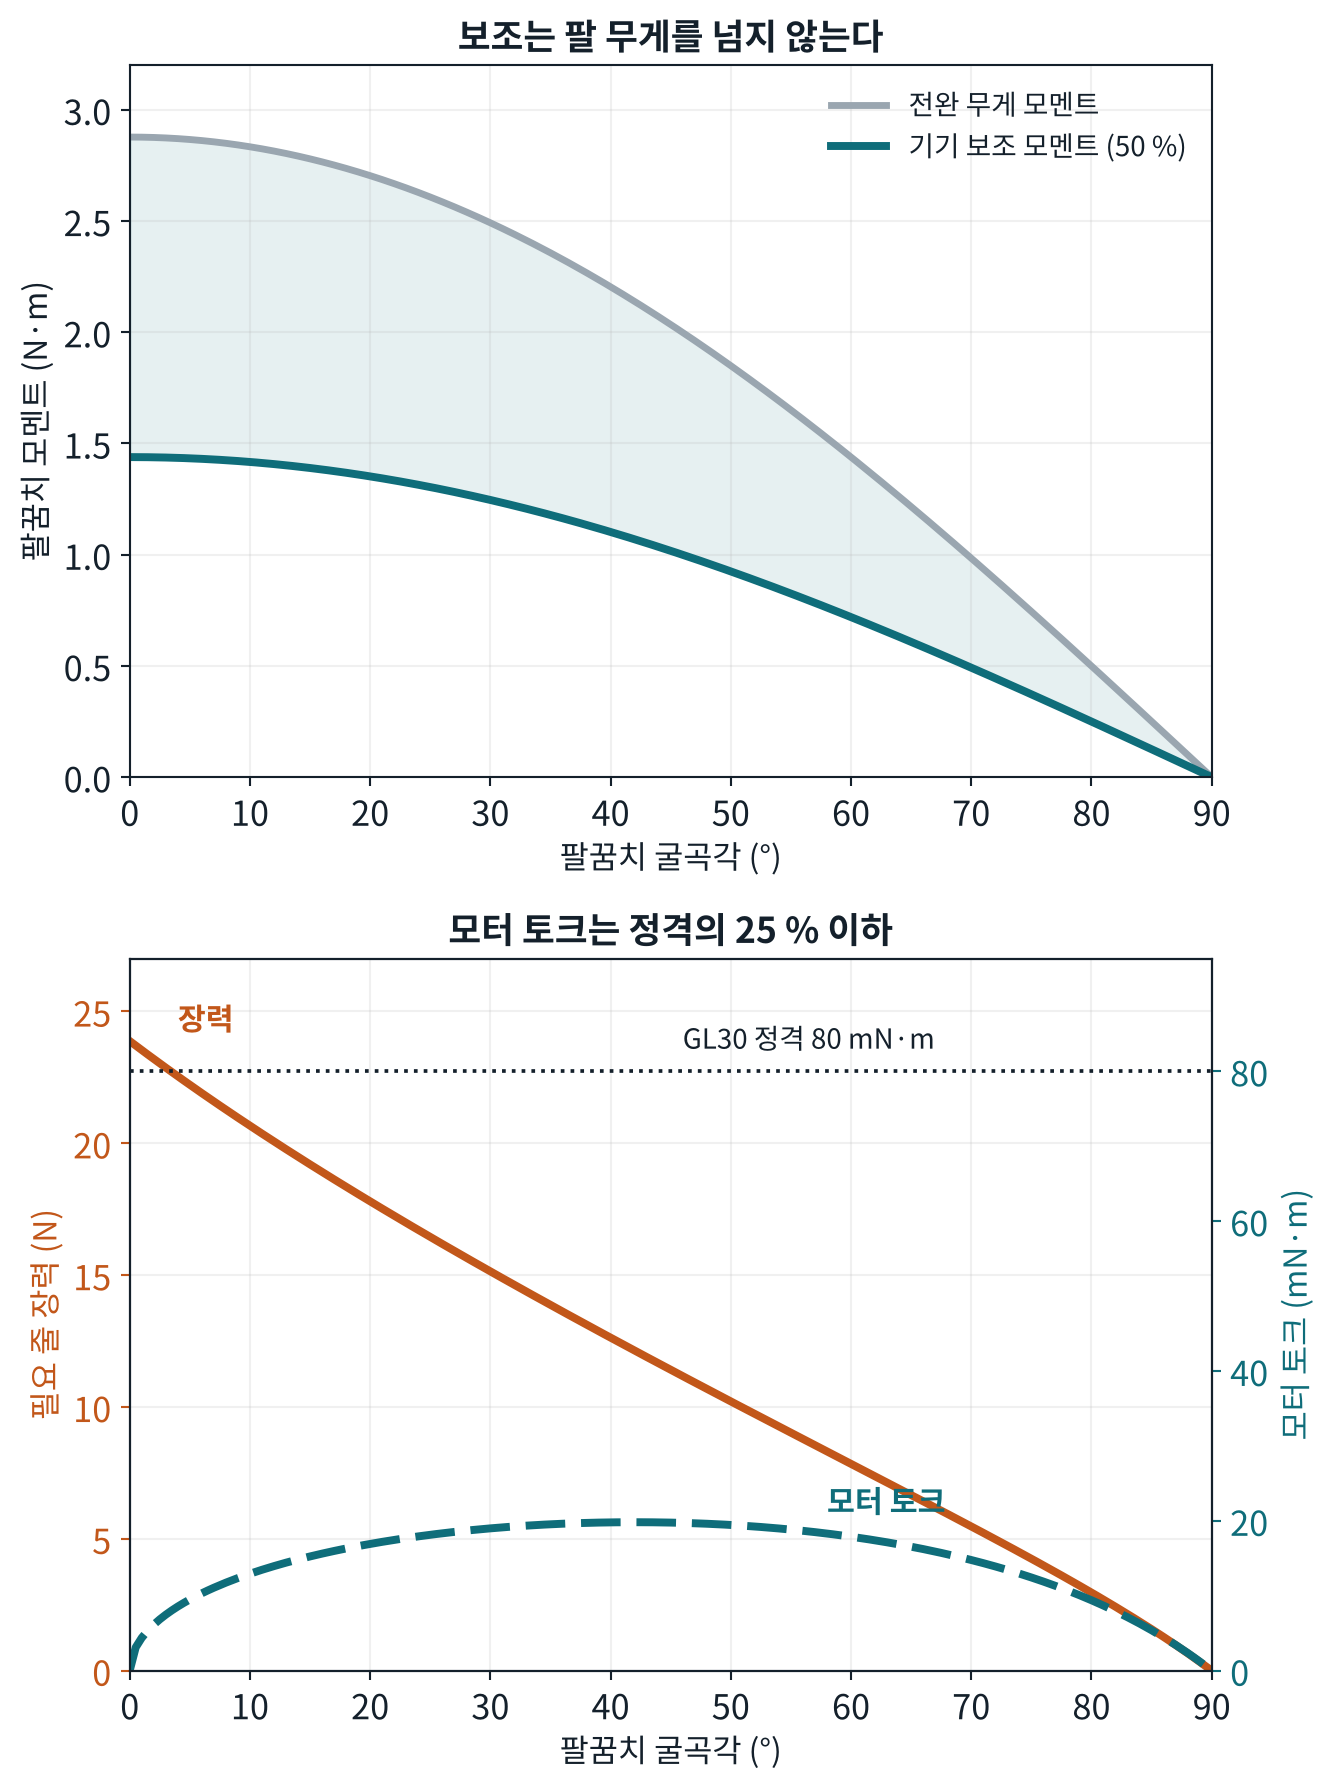 보조는 팔 무게를 넘지 않는다
전완 무게 모멘트
기기 보조 모멘트 (50 %)
팔꿈치 모멘트 (N·m)
3.0
2.5
2.0
1.5
1.0
0.5
0.0
0 10 20 30 40 50 60 70 80 90
팔꿈치 굴곡각 (°)
모터 토크는 정격의 25 % 이하
장력
GL30 정격 80 mN·m
모터 토크
필요 줄 장력 (N)
25
20
15
10
5
0
80
60
40
20
0
모터 토크 (mN·m)
0 10 20 30 40 50 60 70 80 90
팔꿈치 굴곡각 (°)